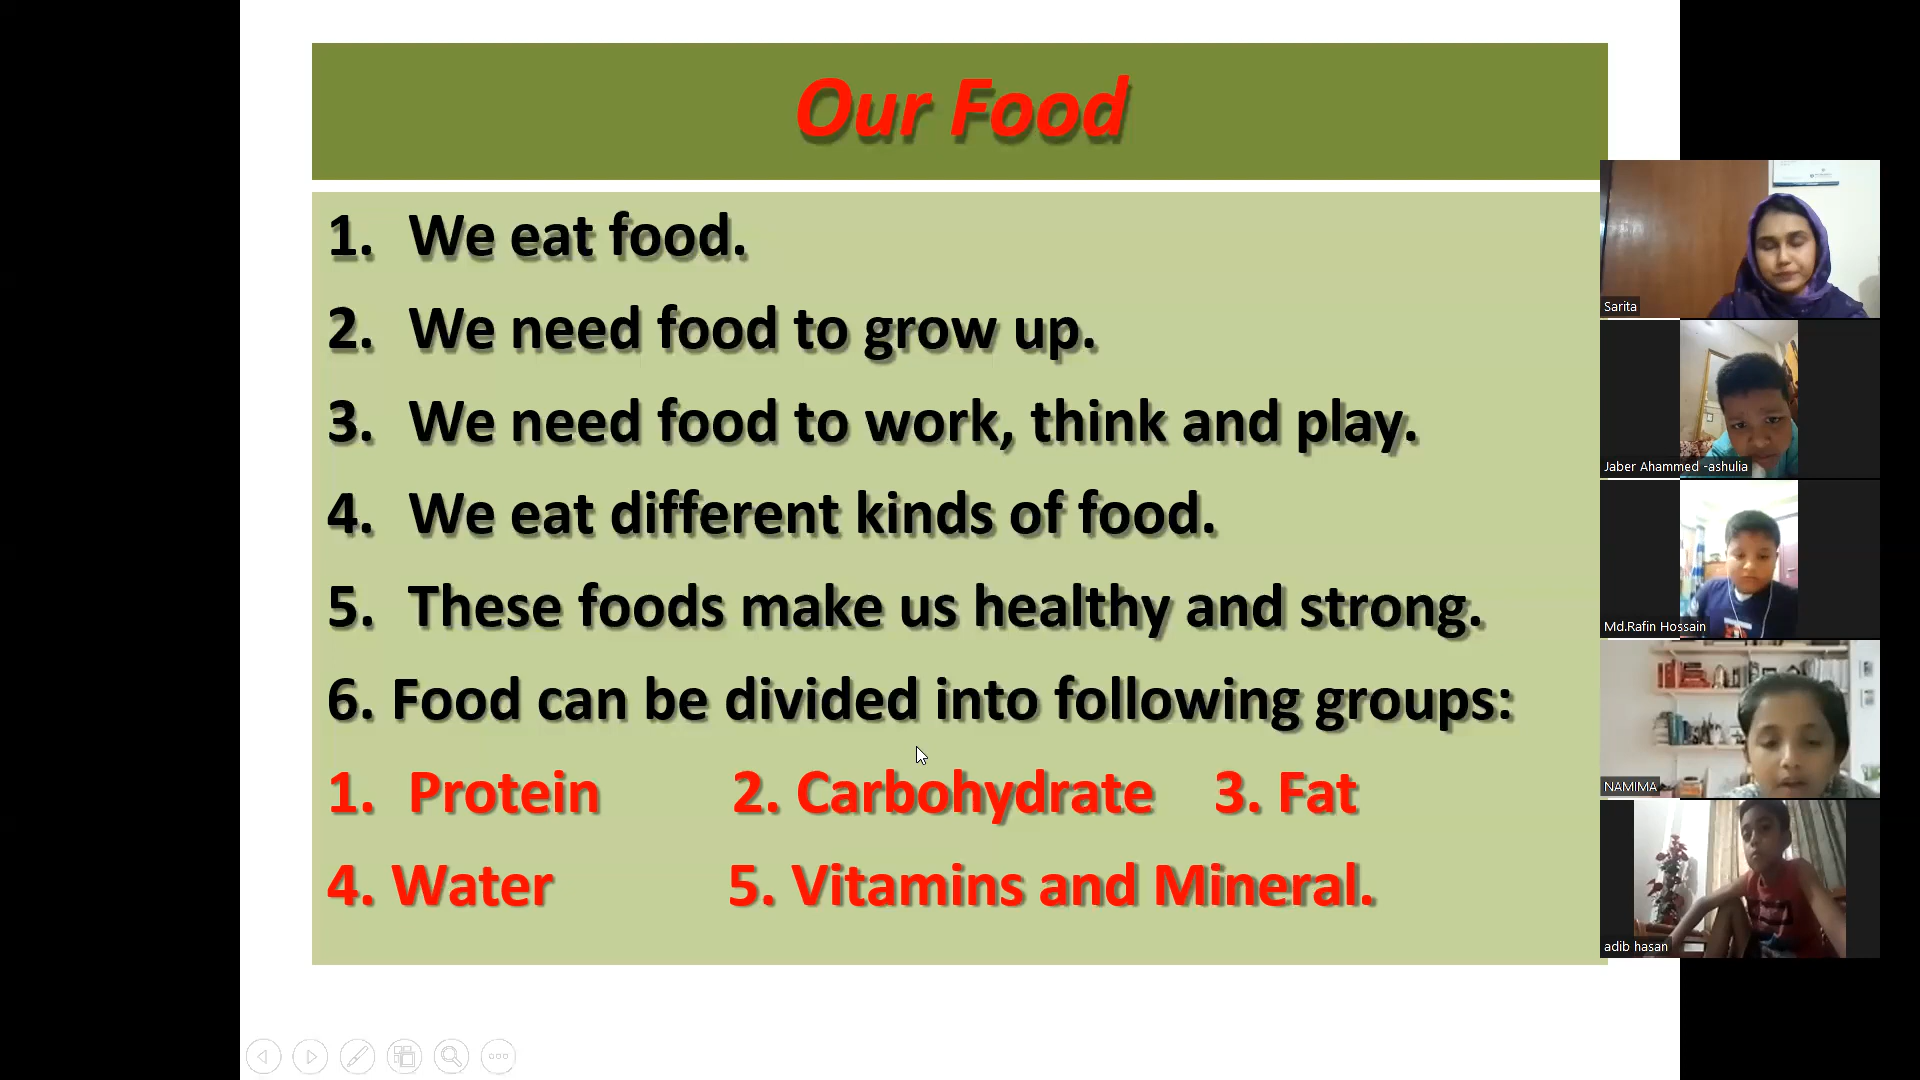 Our Food
1. We eat food.
2. We need food to grow up.
3. We need food to work, think and play.
4. We eat different kinds of food.
5. These foods make us healthy and strong.
6. Food can be divided into following groups:
1. Protein 2. Carbohydrate 3. Fat
4. Water 5. Vitamins and Mineral.
Sarita
Jaber Ahammed -ashulia
Md.Rafin Hossain
NAMIMA
adib hasan